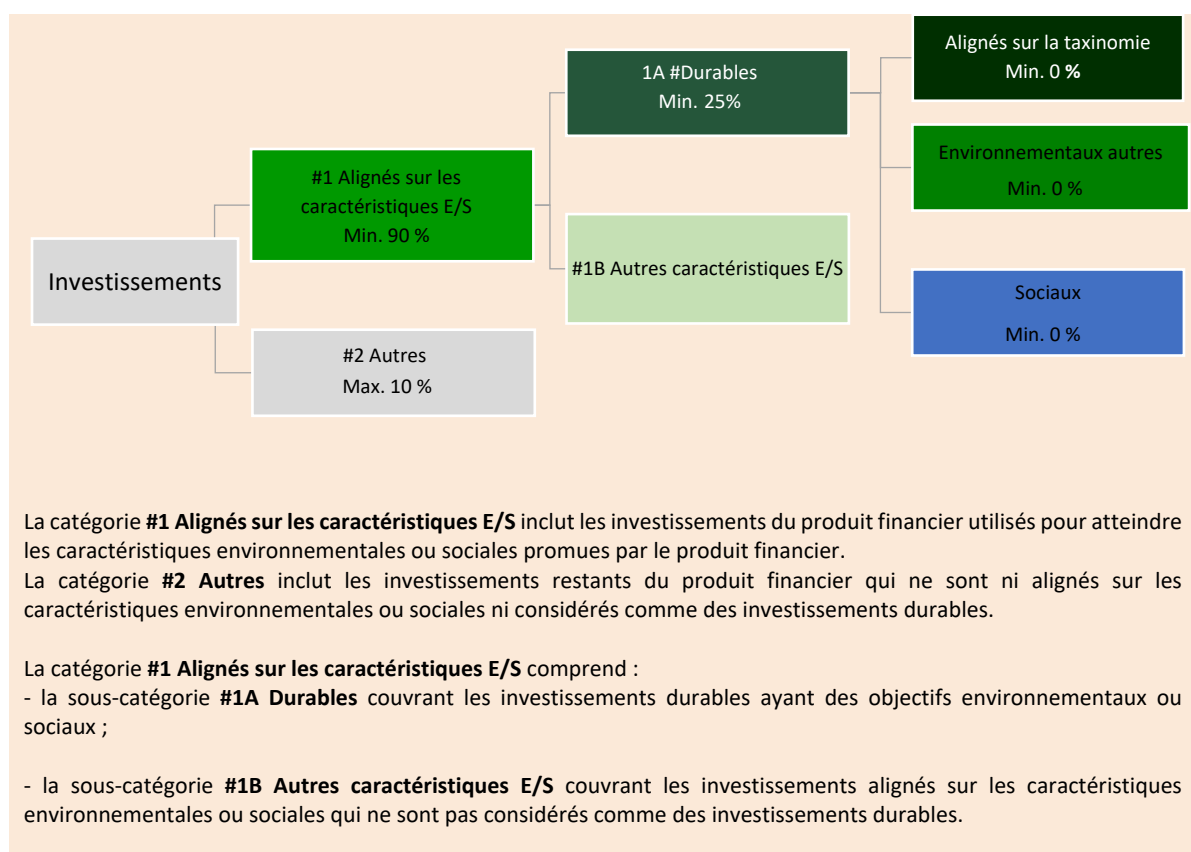 Investissements
#1 Alignés sur les
caractéristiques E/S
Min. 90 %
#2 Autres
Max. 10 %
1A #Durables
Min. 25%
#1B Autres caractéristiques E/S
Alignés sur la taxinomie
Min. 0 %
Environnementaux autres
Min. 0 %
Sociaux
Min. 0 %
La catégorie #1 Alignés sur les caractéristiques E/S inclut les investissements du produit financier utilisés pour atteindre
les caractéristiques environnementales ou sociales promues par le produit financier.
La catégorie #2 Autres inclut les investissements restants du produit financier qui ne sont ni alignés sur les
caractéristiques environnementales ou sociales ni considérés comme des investissements durables.
La catégorie #1 Alignés sur les caractéristiques E/S comprend :
- la sous-catégorie #1A Durables couvrant les investissements durables ayant des objectifs environnementaux ou
sociaux ;
- la sous-catégorie #1B Autres caractéristiques E/S couvrant les investissements alignés sur les caractéristiques
environnementales ou sociales qui ne sont pas considérés comme des investissements durables.